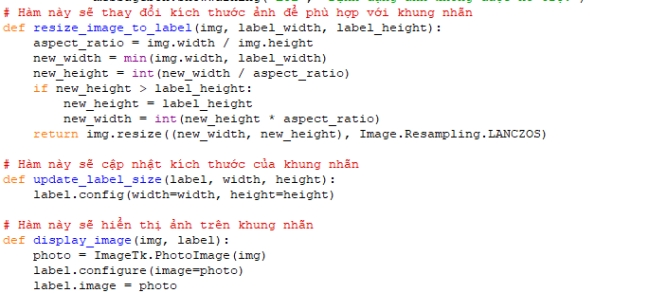 # Hàm này sẽ thay đổi kích thước ảnh để phù hợp với khung nhãn
def resize_image_to_label(img, label_width, label_height):
    aspect_ratio = img.width / img.height
    new_width = min(img.width, label_width)
    new_height = int(new_width / aspect_ratio)
    if new_height > label_height:
        new_height = label_height
        new_width = int(new_height * aspect_ratio)
    return img.resize((new_width, new_height), Image.Resampling.LANCZOS)

# Hàm này sẽ cập nhật kích thước của khung nhãn
def update_label_size(label, width, height):
    label.config(width=width, height=height)

# Hàm này sẽ hiển thị ảnh trên khung nhãn
def display_image(img, label):
    photo = ImageTk.PhotoImage(img)
    label.configure(image=photo)
    label.image = photo